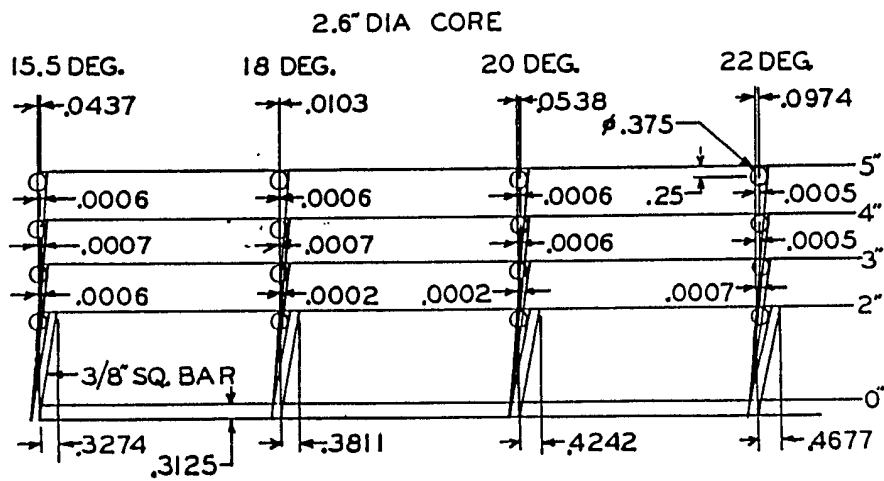 2.6" DIA CORE
15.5 DEG. 18 DEG. 20 DEG. 22 DEG.
.0437 .0103 .0538 .0974
ø.375
5"
.0006 .0006 .0006 .25 .0005
4"
.0007 .0007 .0006 .0005
3"
.0006 .0002 .0002 .0007
2"
3/8" SQ. BAR
0"
.3274 .3811 .4242 .4677
.3125